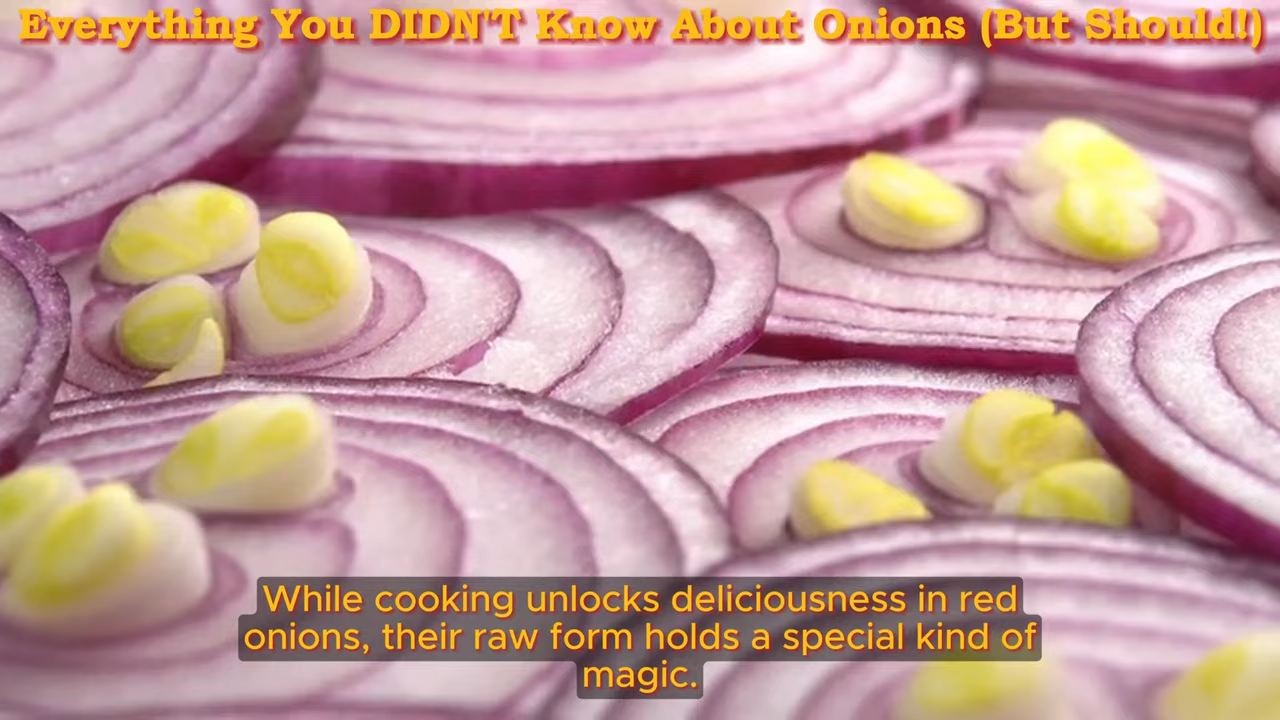 Everything You DIDN'T Know About Onions (But Should!)
While cooking unlocks deliciousness in red
onions, their raw form holds a special kind of
magic.